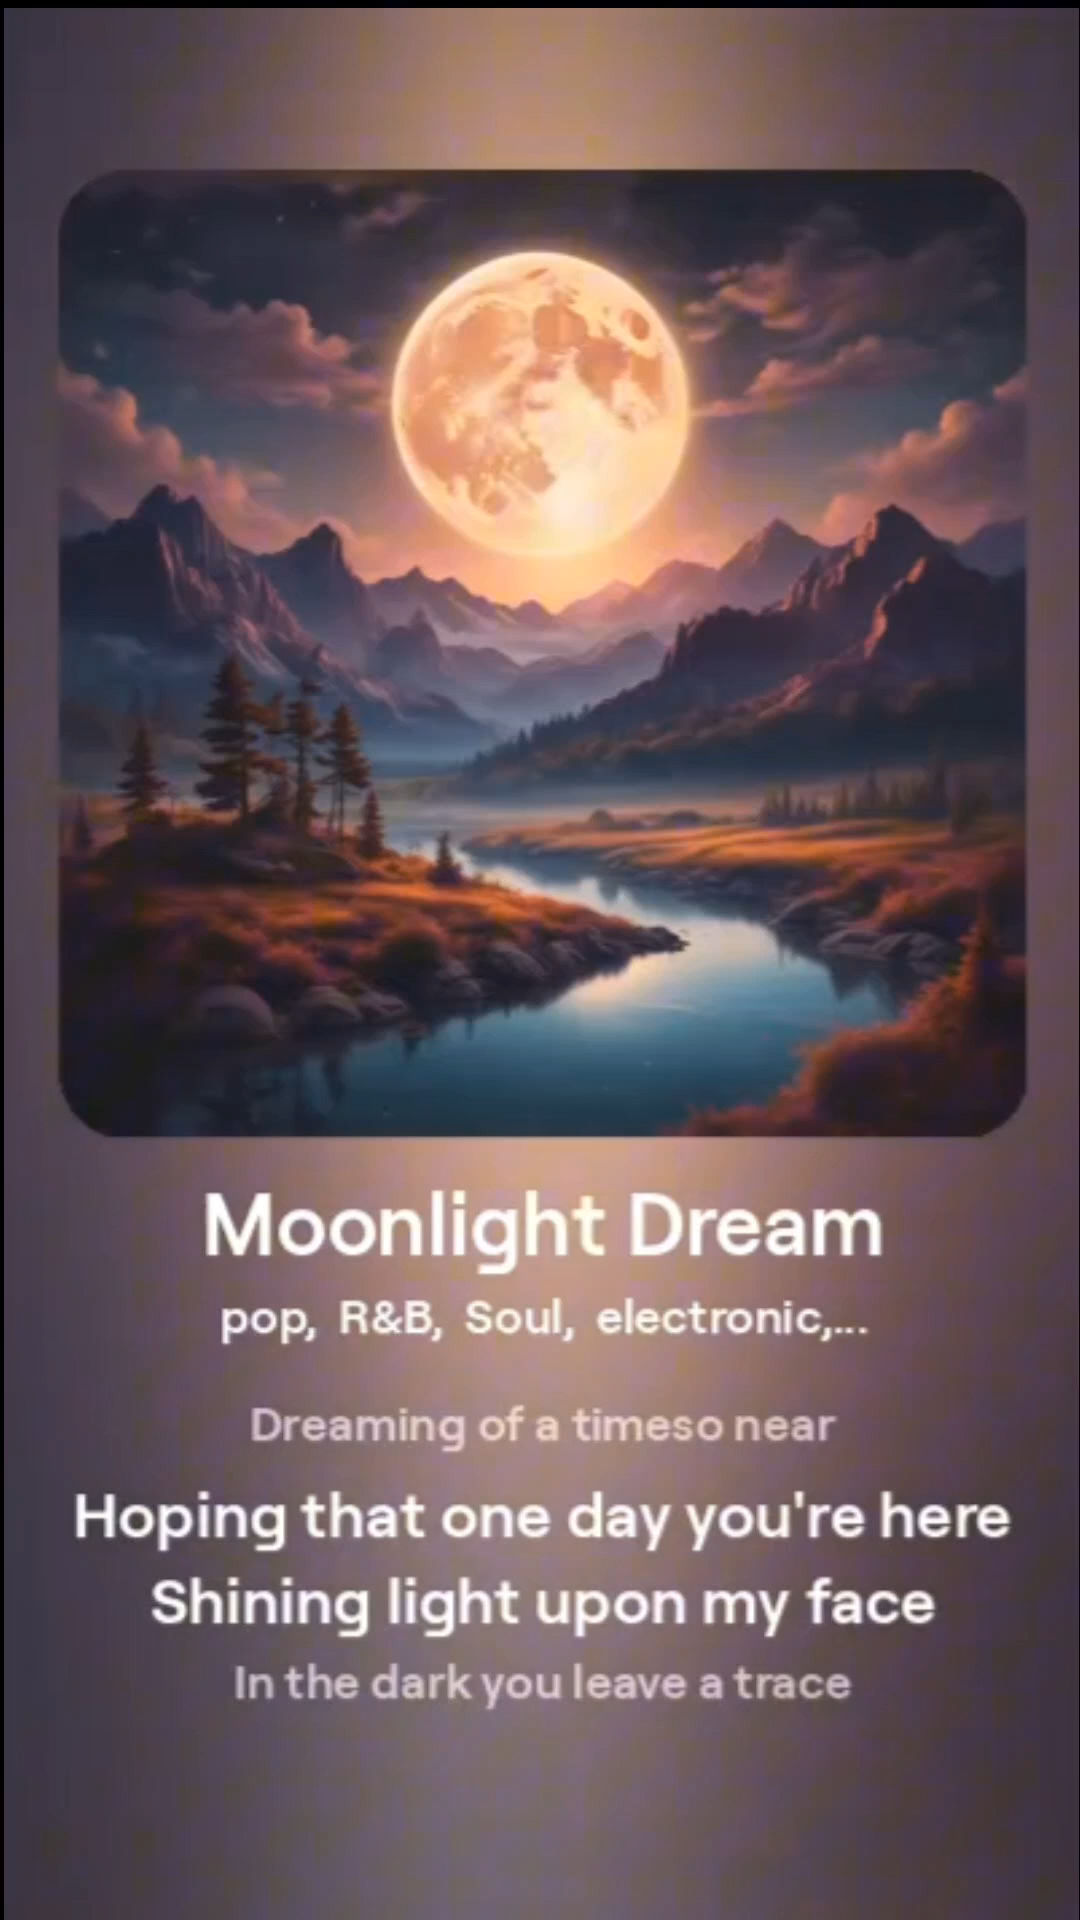 Moonlight Dream
pop, R&B, Soul, electronic,...
Dreaming of a timeso near
Hoping that one day you're here
Shining light upon my face
In the dark you leave a trace